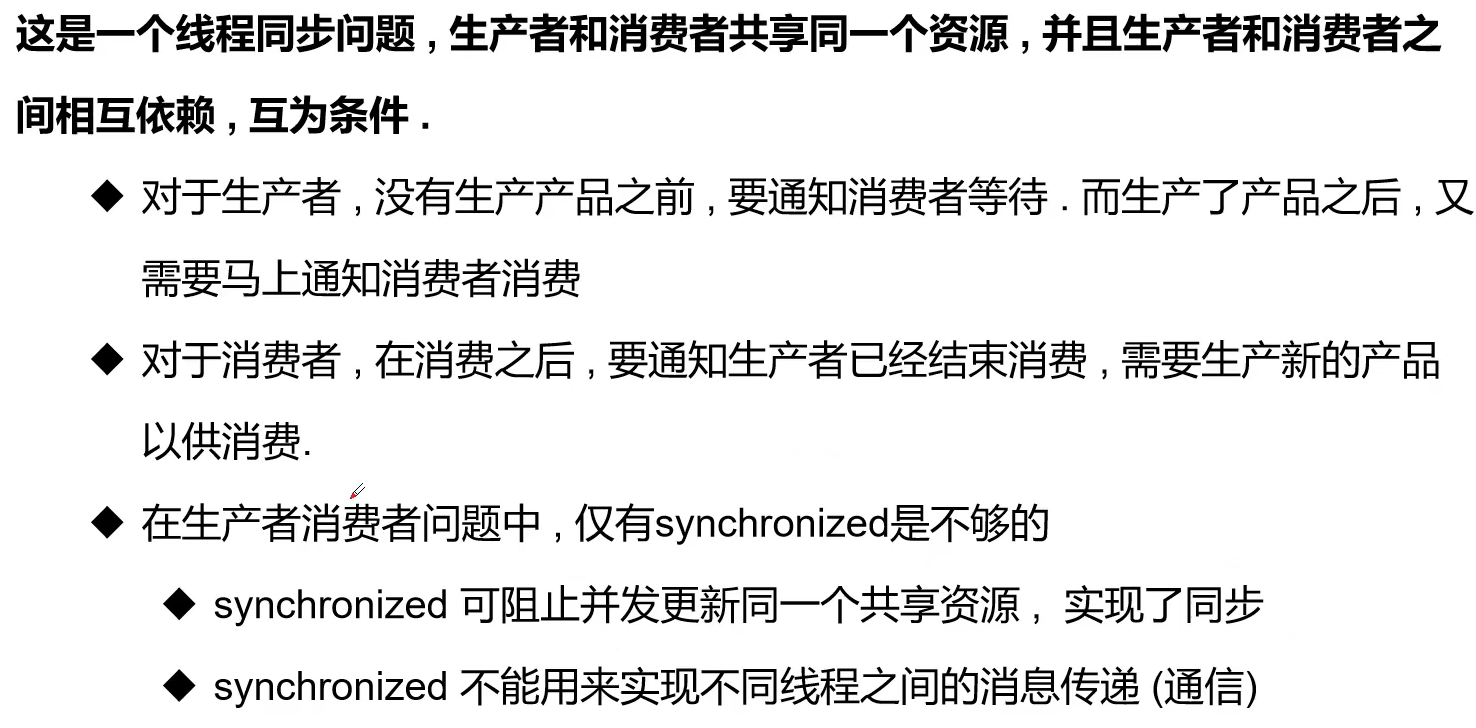 这是一个线程同步问题 , 生产者和消费者共享同一个资源 , 并且生产者和消费者之
间相互依赖 , 互为条件 .
◆ 对于生产者 , 没有生产产品之前 , 要通知消费者等待 . 而生产了产品之后 , 又
需要马上通知消费者消费
◆ 对于消费者 , 在消费之后 , 要通知生产者已经结束消费 , 需要生产新的产品
以供消费.
◆ 在生产者消费者问题中 , 仅有synchronized是不够的
◆ synchronized 可阻止并发更新同一个共享资源 , 实现了同步
◆ synchronized 不能用来实现不同线程之间的消息传递 (通信)